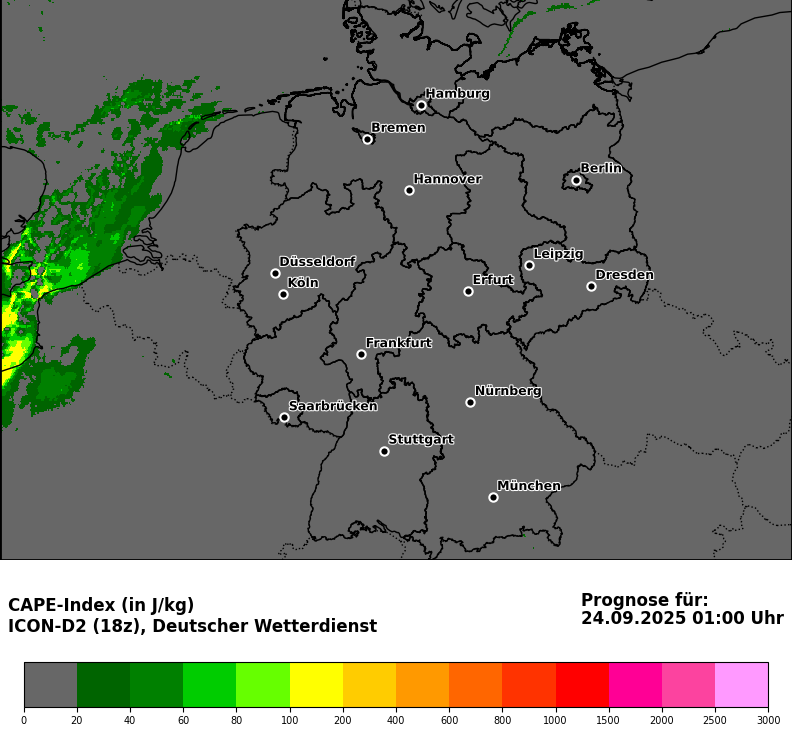 Hamburg
Bremen
Berlin
Hannover
Leipzig
Düsseldorf
Dresden
Köln
Erfurt
Frankfurt
Nürnberg
Saarbrücken
Stuttgart
München
CAPE-Index (in J/kg)
ICON-D2 (18z), Deutscher Wetterdienst
Prognose für:
24.09.2025 01:00 Uhr
0 20 40 60 80 100 200 400 600 800 1000 1500 2000 2500 3000